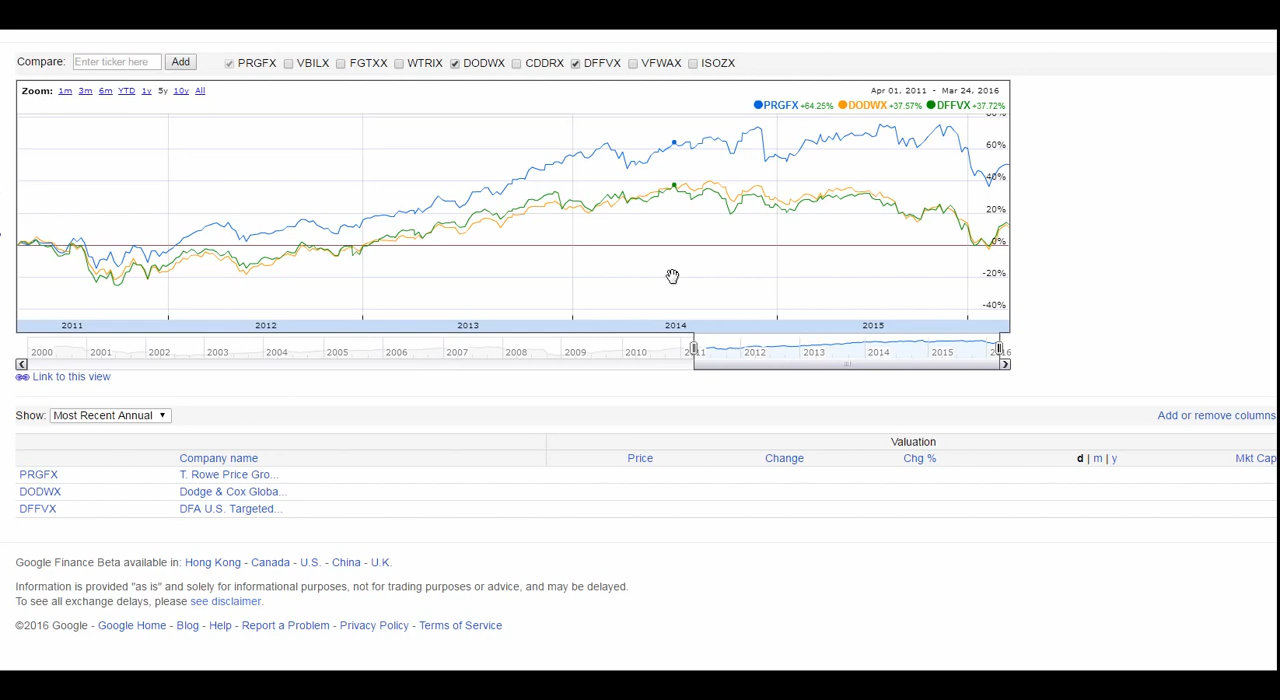 Compare: Enter ticker here Add PRGFX VBILX FGTXX WTRIX DODWX CDDRX DFFVX VFWAX ISOZX
Zoom: 1m 3m 6m YTD 1y 5y 10y All Apr 01, 2011 - Mar 24, 2016
PRGFX +64.25% DODWX +37.57% DFFVX +37.72%
80%
60%
40%
20%
0%
-20%
-40%
2011 2012 2013 2014 2015
2000 2001 2002 2003 2004 2005 2006 2007 2008 2009 2010 2011 2012 2013 2014 2015 2016
Link to this view
Show: Most Recent Annual Add or remove columns
Valuation
Company name Price Change Chg % d | m | y Mkt Cap
PRGFX T. Rowe Price Gro...
DODWX Dodge & Cox Globa...
DFFVX DFA U.S. Targeted...
Google Finance Beta available in: Hong Kong - Canada - U.S. - China - U.K.
Information is provided "as is" and solely for informational purposes, not for trading purposes or advice, and may be delayed.
To see all exchange delays, please see disclaimer.
©2016 Google - Google Home - Blog - Help - Report a Problem - Privacy Policy - Terms of Service